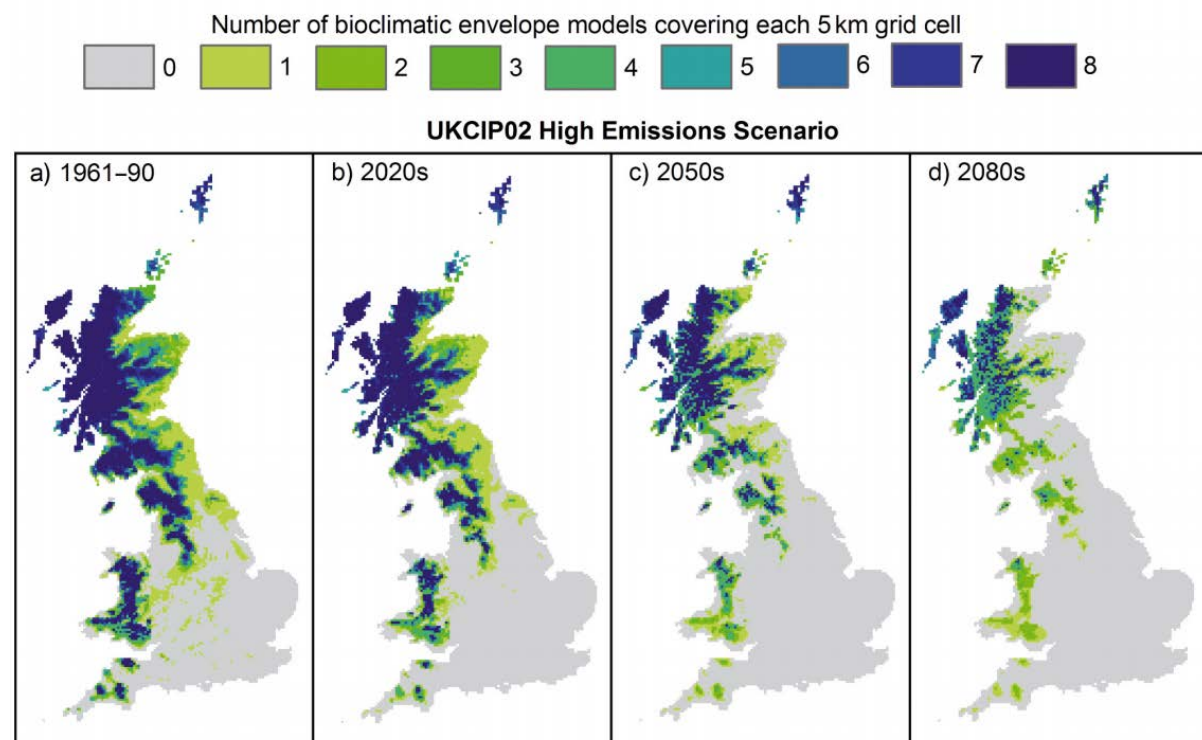 Number of bioclimatic envelope models covering each 5 km grid cell
0 1 2 3 4 5 6 7 8
UKCIP02 High Emissions Scenario
a) 1961–90 b) 2020s c) 2050s d) 2080s